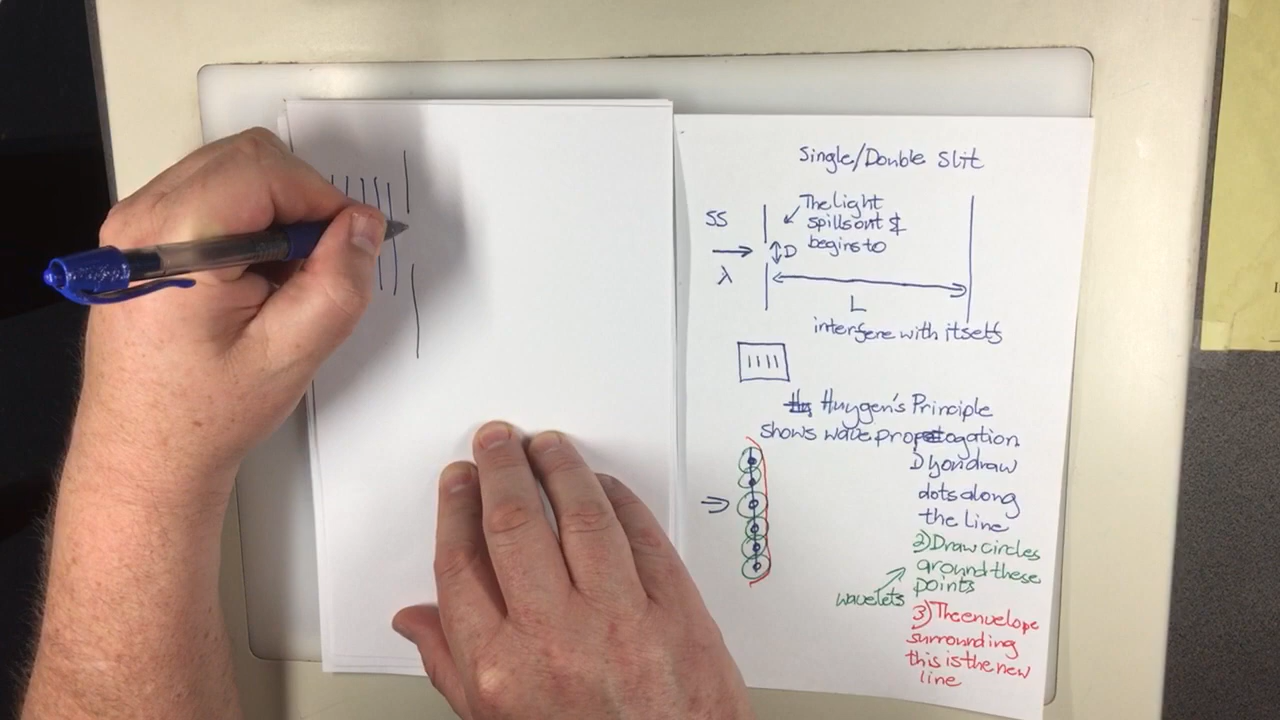 Single/Double Slit
SS
The light
spills out &
begins to
D
λ
L
interfere with itself
Huygen's Principle
shows wave propotogation
1) you draw
dots along
the line
2) Draw circles
around these
points
wavelets
3) The envelope
surrounding
this is the new
line